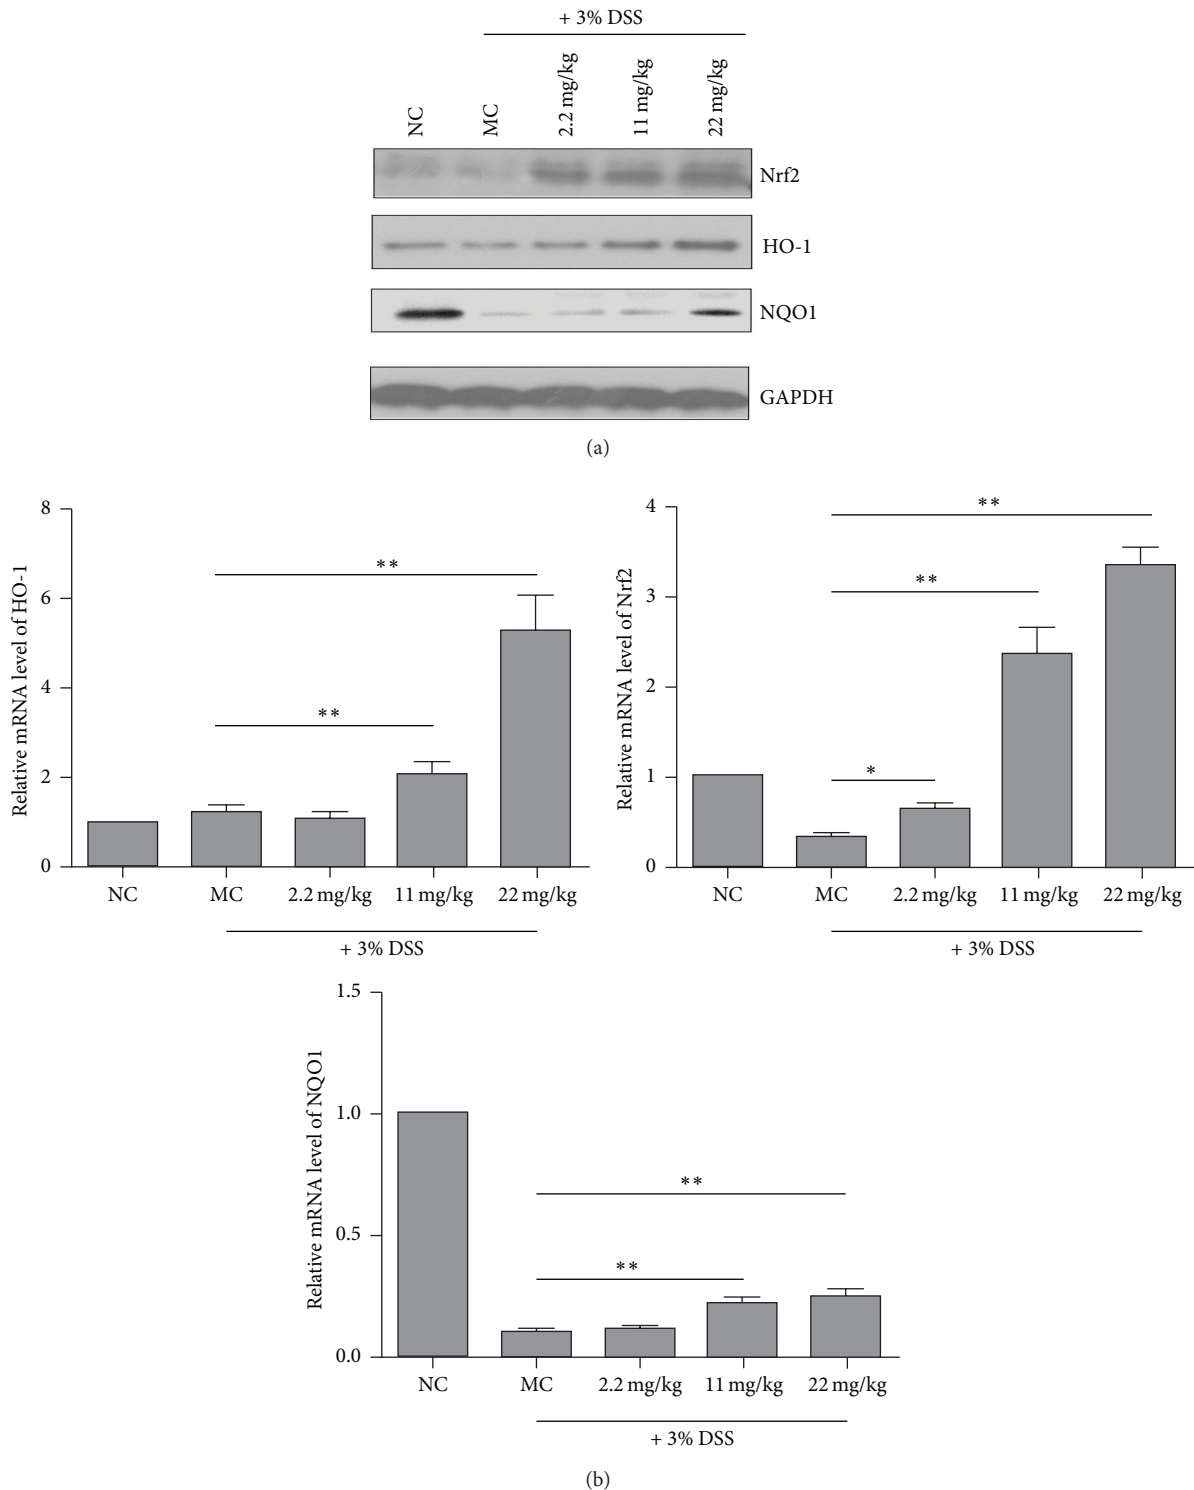 + 3% DSS
NC MC 2.2 mg/kg 11 mg/kg 22 mg/kg
Nrf2
HO-1
NQO1
GAPDH
(a)
Relative mRNA level of HO-1
8
6
4
2
0
**
**
NC MC 2.2 mg/kg 11 mg/kg 22 mg/kg
+ 3% DSS
Relative mRNA level of Nrf2
4
3
2
1
0
**
**
*
NC MC 2.2 mg/kg 11 mg/kg 22 mg/kg
+ 3% DSS
Relative mRNA level of NQO1
1.5
1.0
0.5
0.0
**
**
NC MC 2.2 mg/kg 11 mg/kg 22 mg/kg
+ 3% DSS
(b)